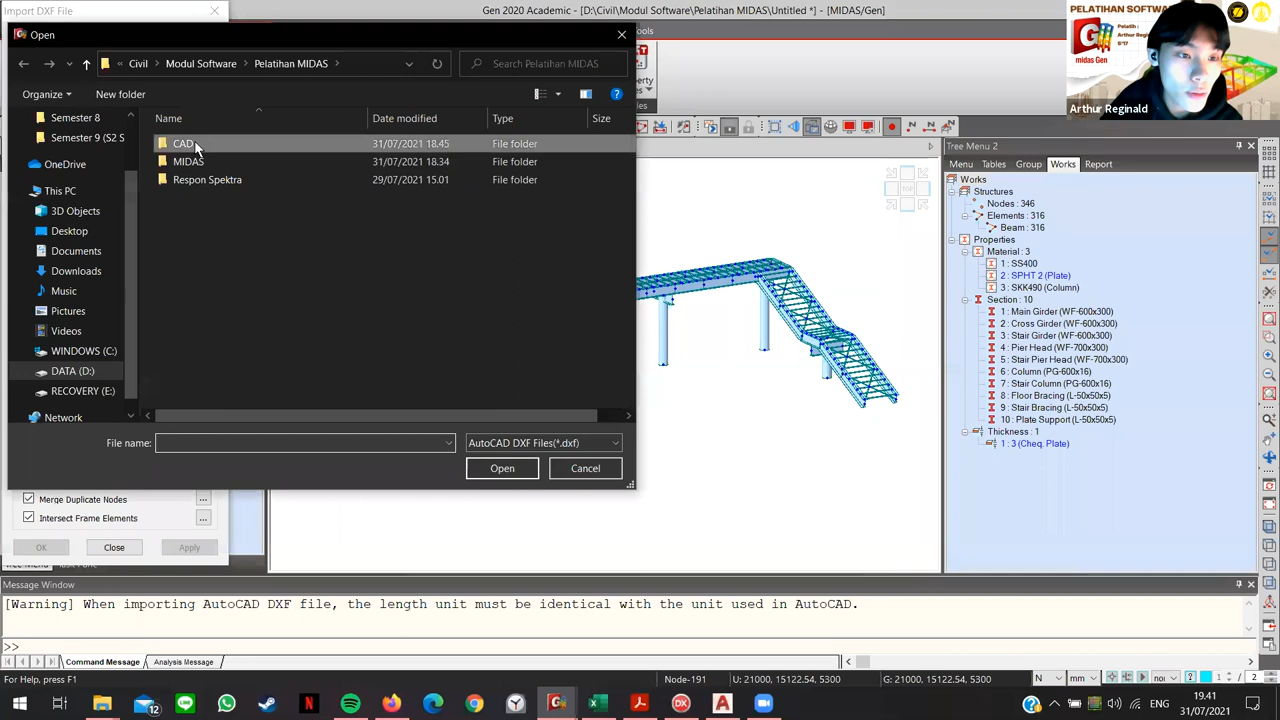 Import DXF File
Gen 2020 Academic - [D:\Civil\Modul Software\Pelatihan MIDAS\Untitled *] - [MIDAS/Gen]
Open
Tools
« Civil > Modul Software > Pelatihan MIDAS >
Search Pelatihan MIDAS
Organize
New folder
Name
Date modified
Type
Size
Semester 8
Semester 9 (S2 S
OneDrive
This PC
3D Objects
Desktop
Documents
Downloads
Music
Pictures
Videos
WINDOWS (C:)
DATA (D:)
RECOVERY (E:)
Network
CAD
31/07/2021 18.45
File folder
MIDAS
31/07/2021 18.34
File folder
Respon Spektra
29/07/2021 15.01
File folder
File name:
AutoCAD DXF Files(*.dxf)
Open
Cancel
Merge Duplicate Nodes
...
Intersect Frame Elements
...
OK
Close
Apply
TOP
PELATIHAN SOFTWARE
Pelatih :
Arthur Reginald
S'17
midas Gen
Arthur Reginald
Tree Menu 2
Menu
Tables
Group
Works
Report
Works
Structures
Nodes : 346
Elements : 316
Beam : 316
Properties
Material : 3
1 : SS400
2 : SPHT 2 (Plate)
3 : SKK490 (Column)
Section : 10
1 : Main Girder (WF-600x300)
2 : Cross Girder (WF-600x300)
3 : Stair Girder (WF-600x300)
4 : Pier Head (WF-700x300)
5 : Stair Pier Head (WF-700x300)
6 : Column (PG-600x16)
7 : Stair Column (PG-600x16)
8 : Floor Bracing (L-50x50x5)
9 : Stair Bracing (L-50x50x5)
10 : Plate Support (L-50x50x5)
Thickness : 1
1 : 3 (Cheq. Plate)
Message Window
[Warning] When importing AutoCAD DXF file, the length unit must be identical with the unit used in AutoCAD.
>>
Command Message
Analysis Message
For Help, press F1
Node-191
U: 21000, 15122.54, 5300
G: 21000, 15122.54, 5300
N
mm
nor
1
/
2
12
ENG
19.41
31/07/2021